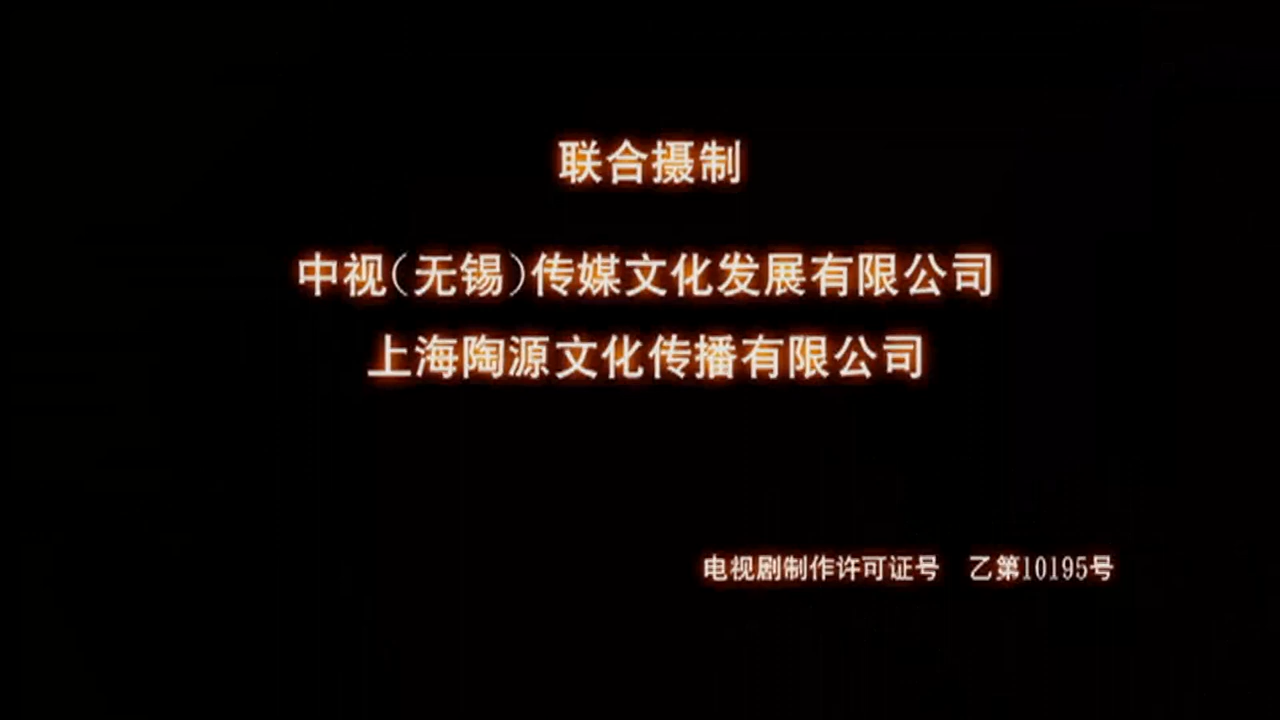 联合摄制
中视(无锡)传媒文化发展有限公司
上海陶源文化传播有限公司
电视剧制作许可证号 乙第10195号